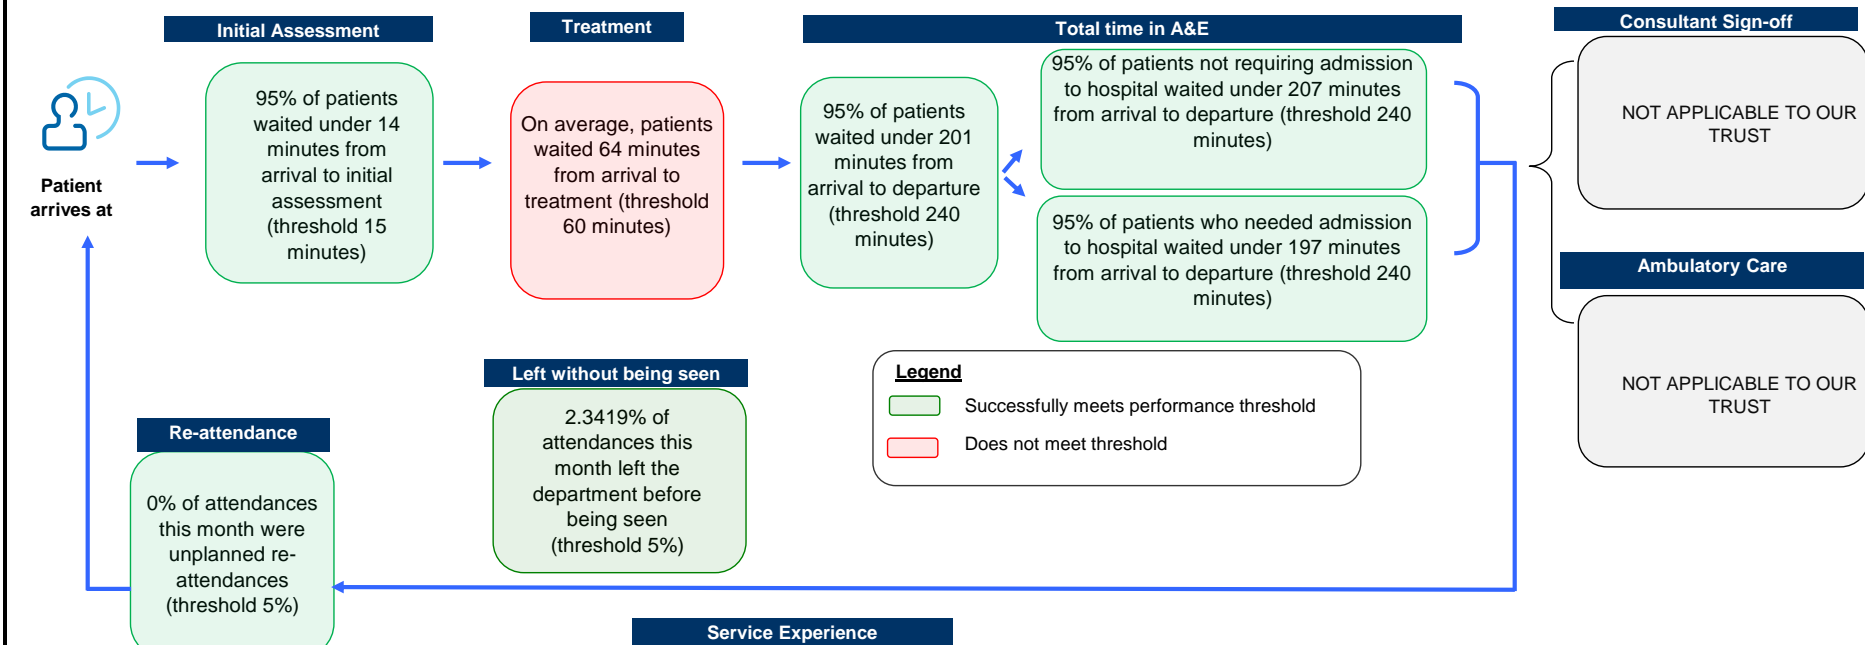 Initial Assessment
Treatment
Total time in A&E
Consultant Sign-off
Patient
arrives at
95% of patients
waited under 14
minutes from
arrival to initial
assessment
(threshold 15
minutes)
On average, patients
waited 64 minutes
from arrival to
treatment (threshold
60 minutes)
95% of patients
waited under 201
minutes from
arrival to departure
(threshold 240
minutes)
95% of patients not requiring admission
to hospital waited under 207 minutes
from arrival to departure (threshold 240
minutes)
95% of patients who needed admission
to hospital waited under 197 minutes
from arrival to departure (threshold 240
minutes)
NOT APPLICABLE TO OUR
TRUST
Ambulatory Care
NOT APPLICABLE TO OUR
TRUST
Legend
Successfully meets performance threshold
Does not meet threshold
Left without being seen
2.3419% of
attendances this
month left the
department before
being seen
(threshold 5%)
Re-attendance
0% of attendances
this month were
unplanned re-
attendances
(threshold 5%)
Service Experience